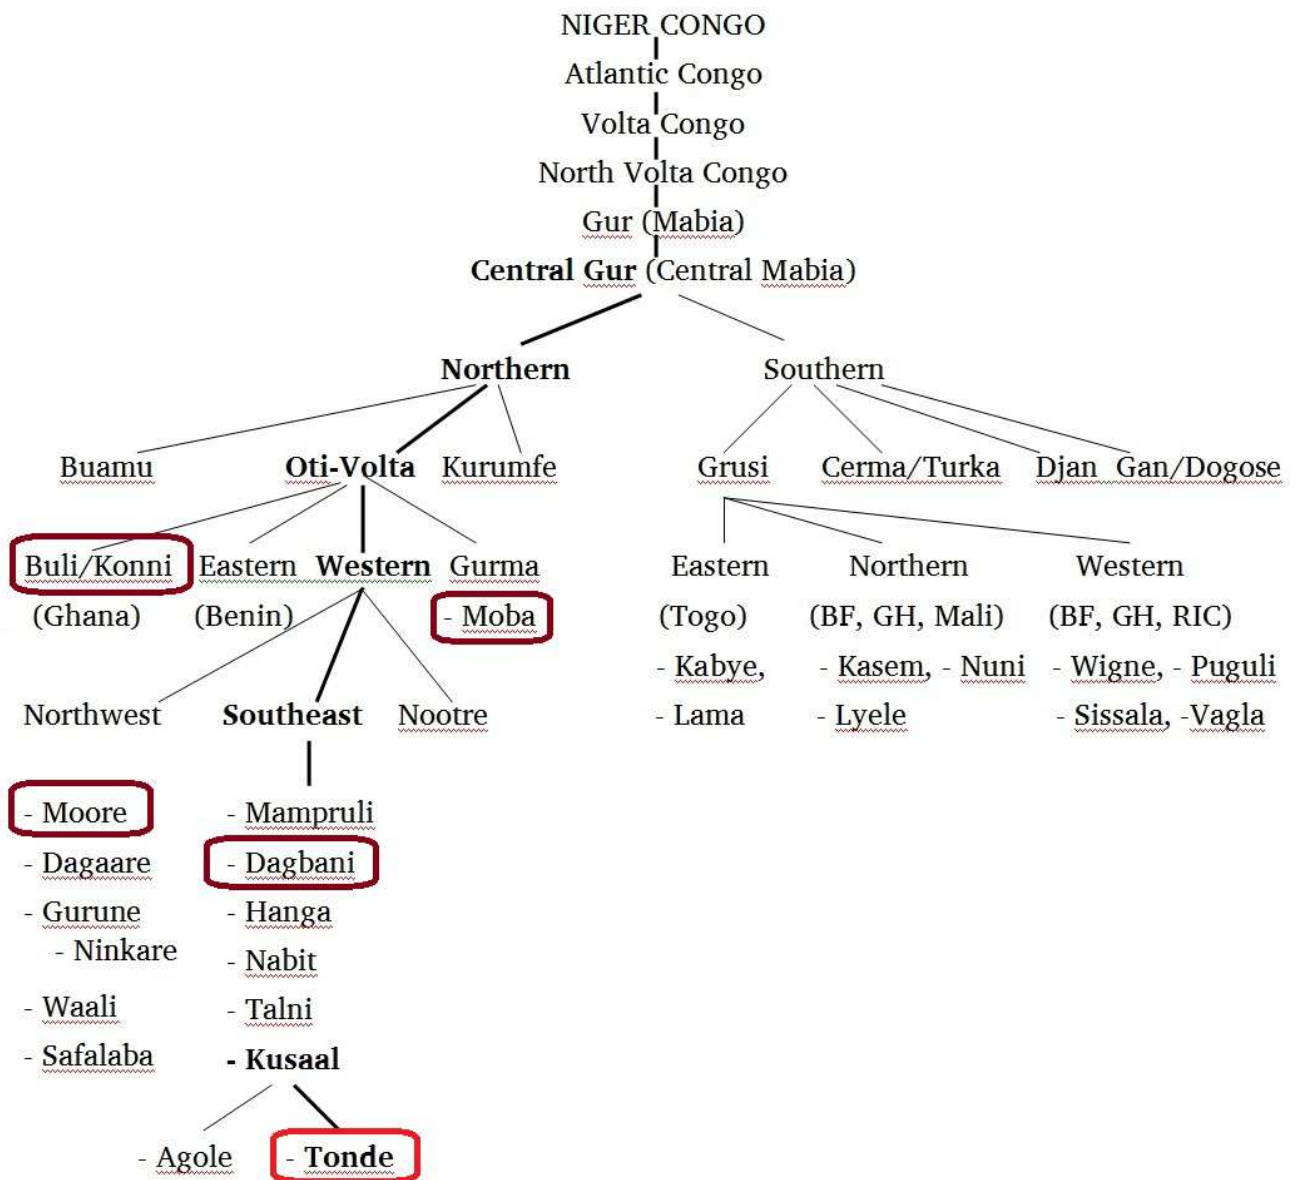 NIGER CONGO
Atlantic Congo
Volta Congo
North Volta Congo
Gur (Mabia)
Central Gur (Central Mabia)
Northern Southern
Buamu Oti-Volta Kurumfe Grusi Cerma/Turka Djan Gan/Dogose
Buli/Konni Eastern Western Gurma Eastern Northern Western
(Ghana) (Benin) - Moba (Togo) (BF, GH, Mali) (BF, GH, RIC)
- Kabye, - Kasem, - Nuni - Wigne, - Puguli
Northwest Southeast Nootre - Lama - Lyele - Sissala, -Vagla
- Moore - Mampruli
- Dagaare - Dagbani
- Gurune - Hanga
- Ninkare - Nabit
- Waali - Talni
- Safalaba - Kusaal
- Agole - Tonde